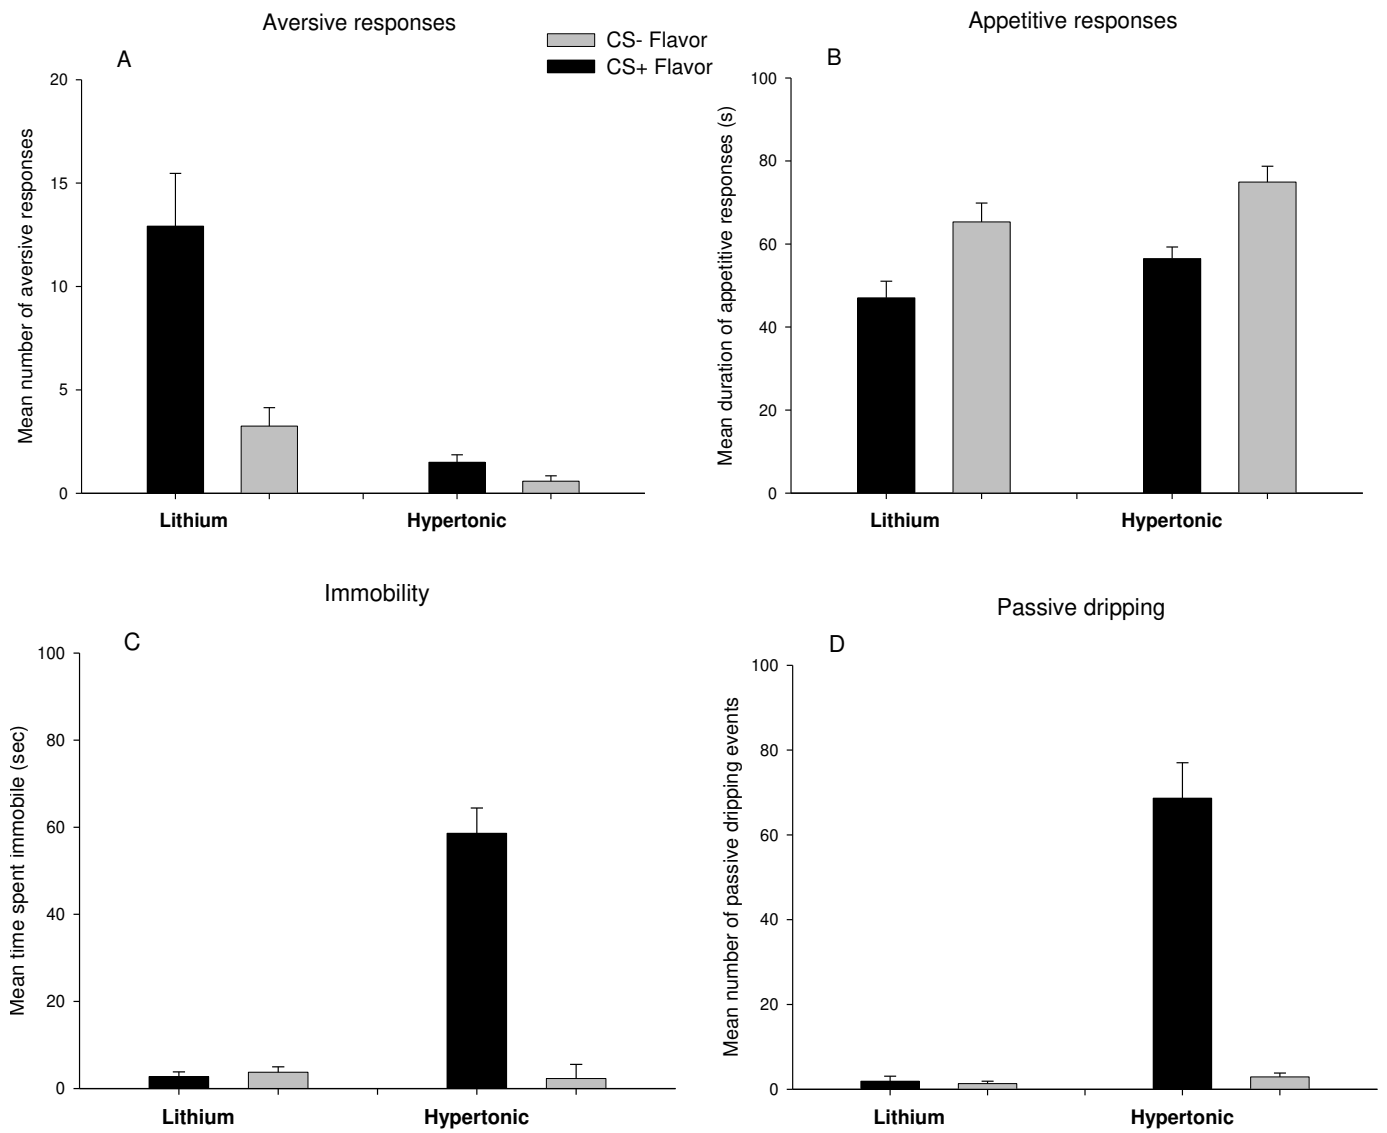 Aversive responses
CS- Flavor
CS+ Flavor
A
20
15
10
5
0
Mean number of aversive responses
Lithium
Hypertonic
Appetitive responses
B
100
80
60
40
20
0
Mean duration of appetitive responses (s)
Lithium
Hypertonic
Immobility
C
100
80
60
40
20
0
Mean time spent immobile (sec)
Lithium
Hypertonic
Passive dripping
D
100
80
60
40
20
0
Mean number of passive dripping events
Lithium
Hypertonic